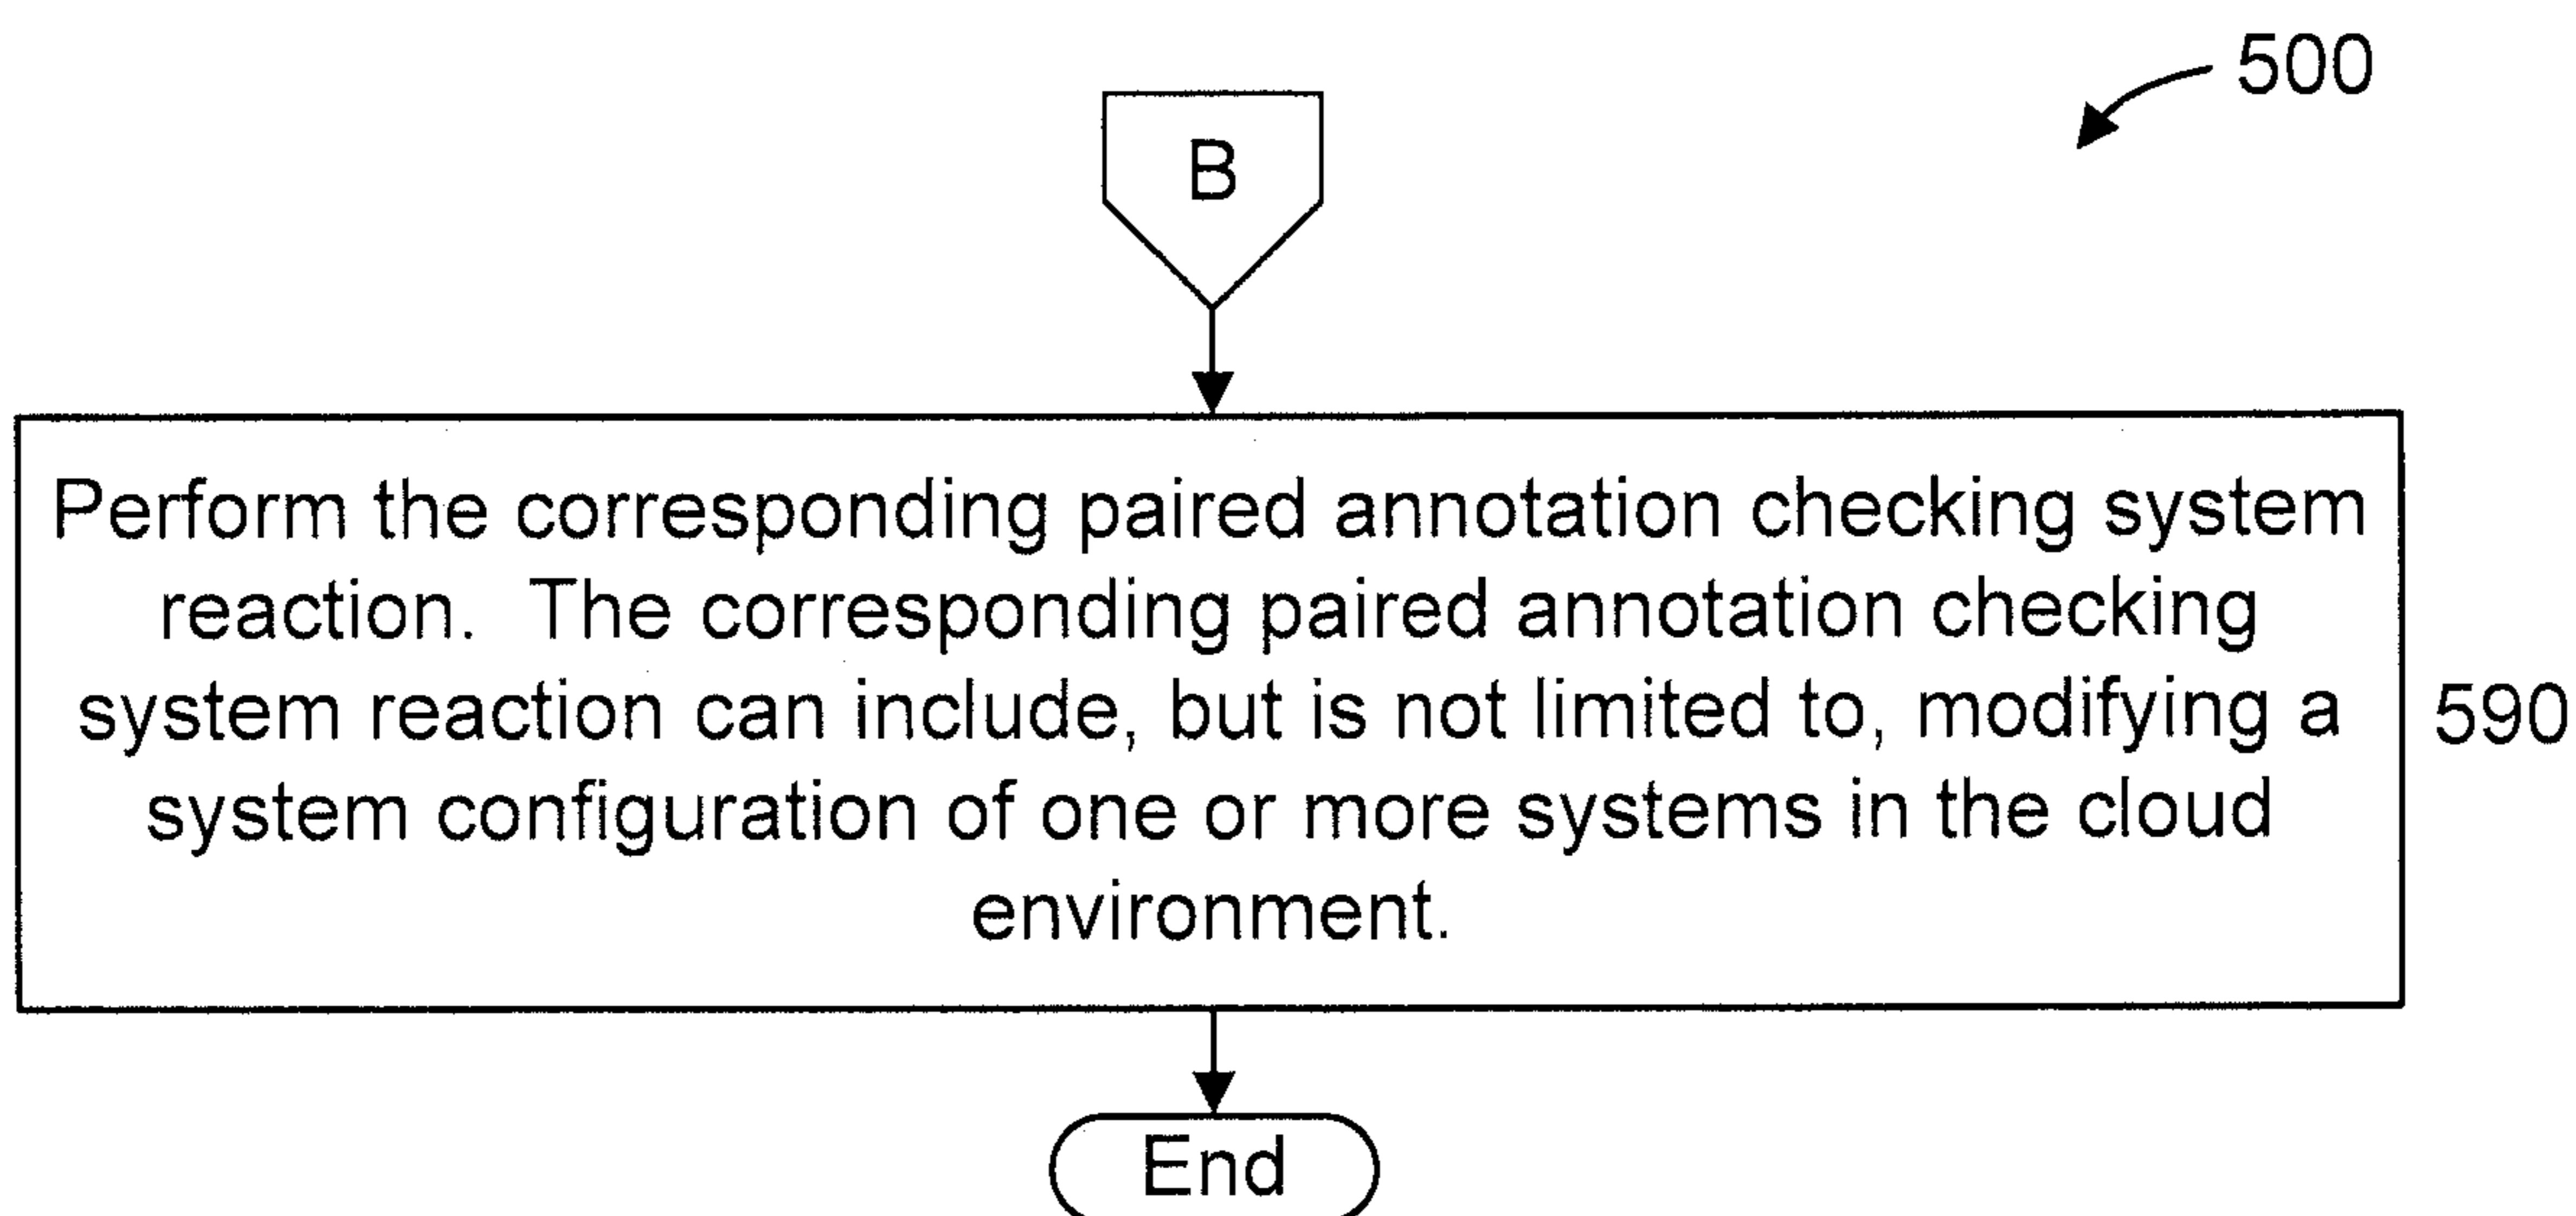 500
B
Perform the corresponding paired annotation checking system
reaction. The corresponding paired annotation checking
system reaction can include, but is not limited to, modifying a
system configuration of one or more systems in the cloud
environment.
590
End